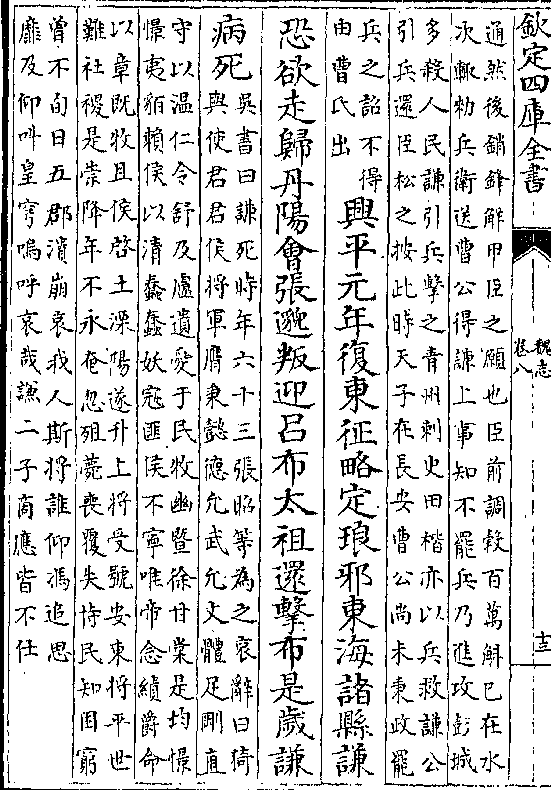 欽定四庫全書
魏志
卷八
十三
通然後銷鋒解甲臣之願也臣前調穀百萬斛已在水
次輒勑兵衛送曹公得謙上事知不罷兵乃進攻彭城
多殺人民謙引兵擊之青州刺史田楷亦以兵救謙公
引兵還臣松之按此時天子在長安曹公尚未秉政罷
兵之詔不得
由曹氏出
興平元年復東征略定琅邪東海諸縣謙
恐欲走歸丹陽會張邈叛迎呂布太祖還擊布是歲謙
病死
吳書曰謙死時年六十三張昭等為之哀辭曰猗
與使君君侯將軍膺秉懿德允武允文體足剛直
守以温仁令舒及廬遺愛于民牧幽暨徐甘棠是均憬
憬夷貊賴侯以清蠢蠢妖寇匪侯不寧唯帝念績爵命
以章既牧且侯啓土溧陽遂升上將受號安東將平世
難社稷是崇降年不永奄忽殂薨喪覆失恃民知困窮
曾不旬日五郡潰崩哀我人斯將誰仰馮追思
靡及仰呌皇穹嗚呼哀哉謙二子商應皆不仕